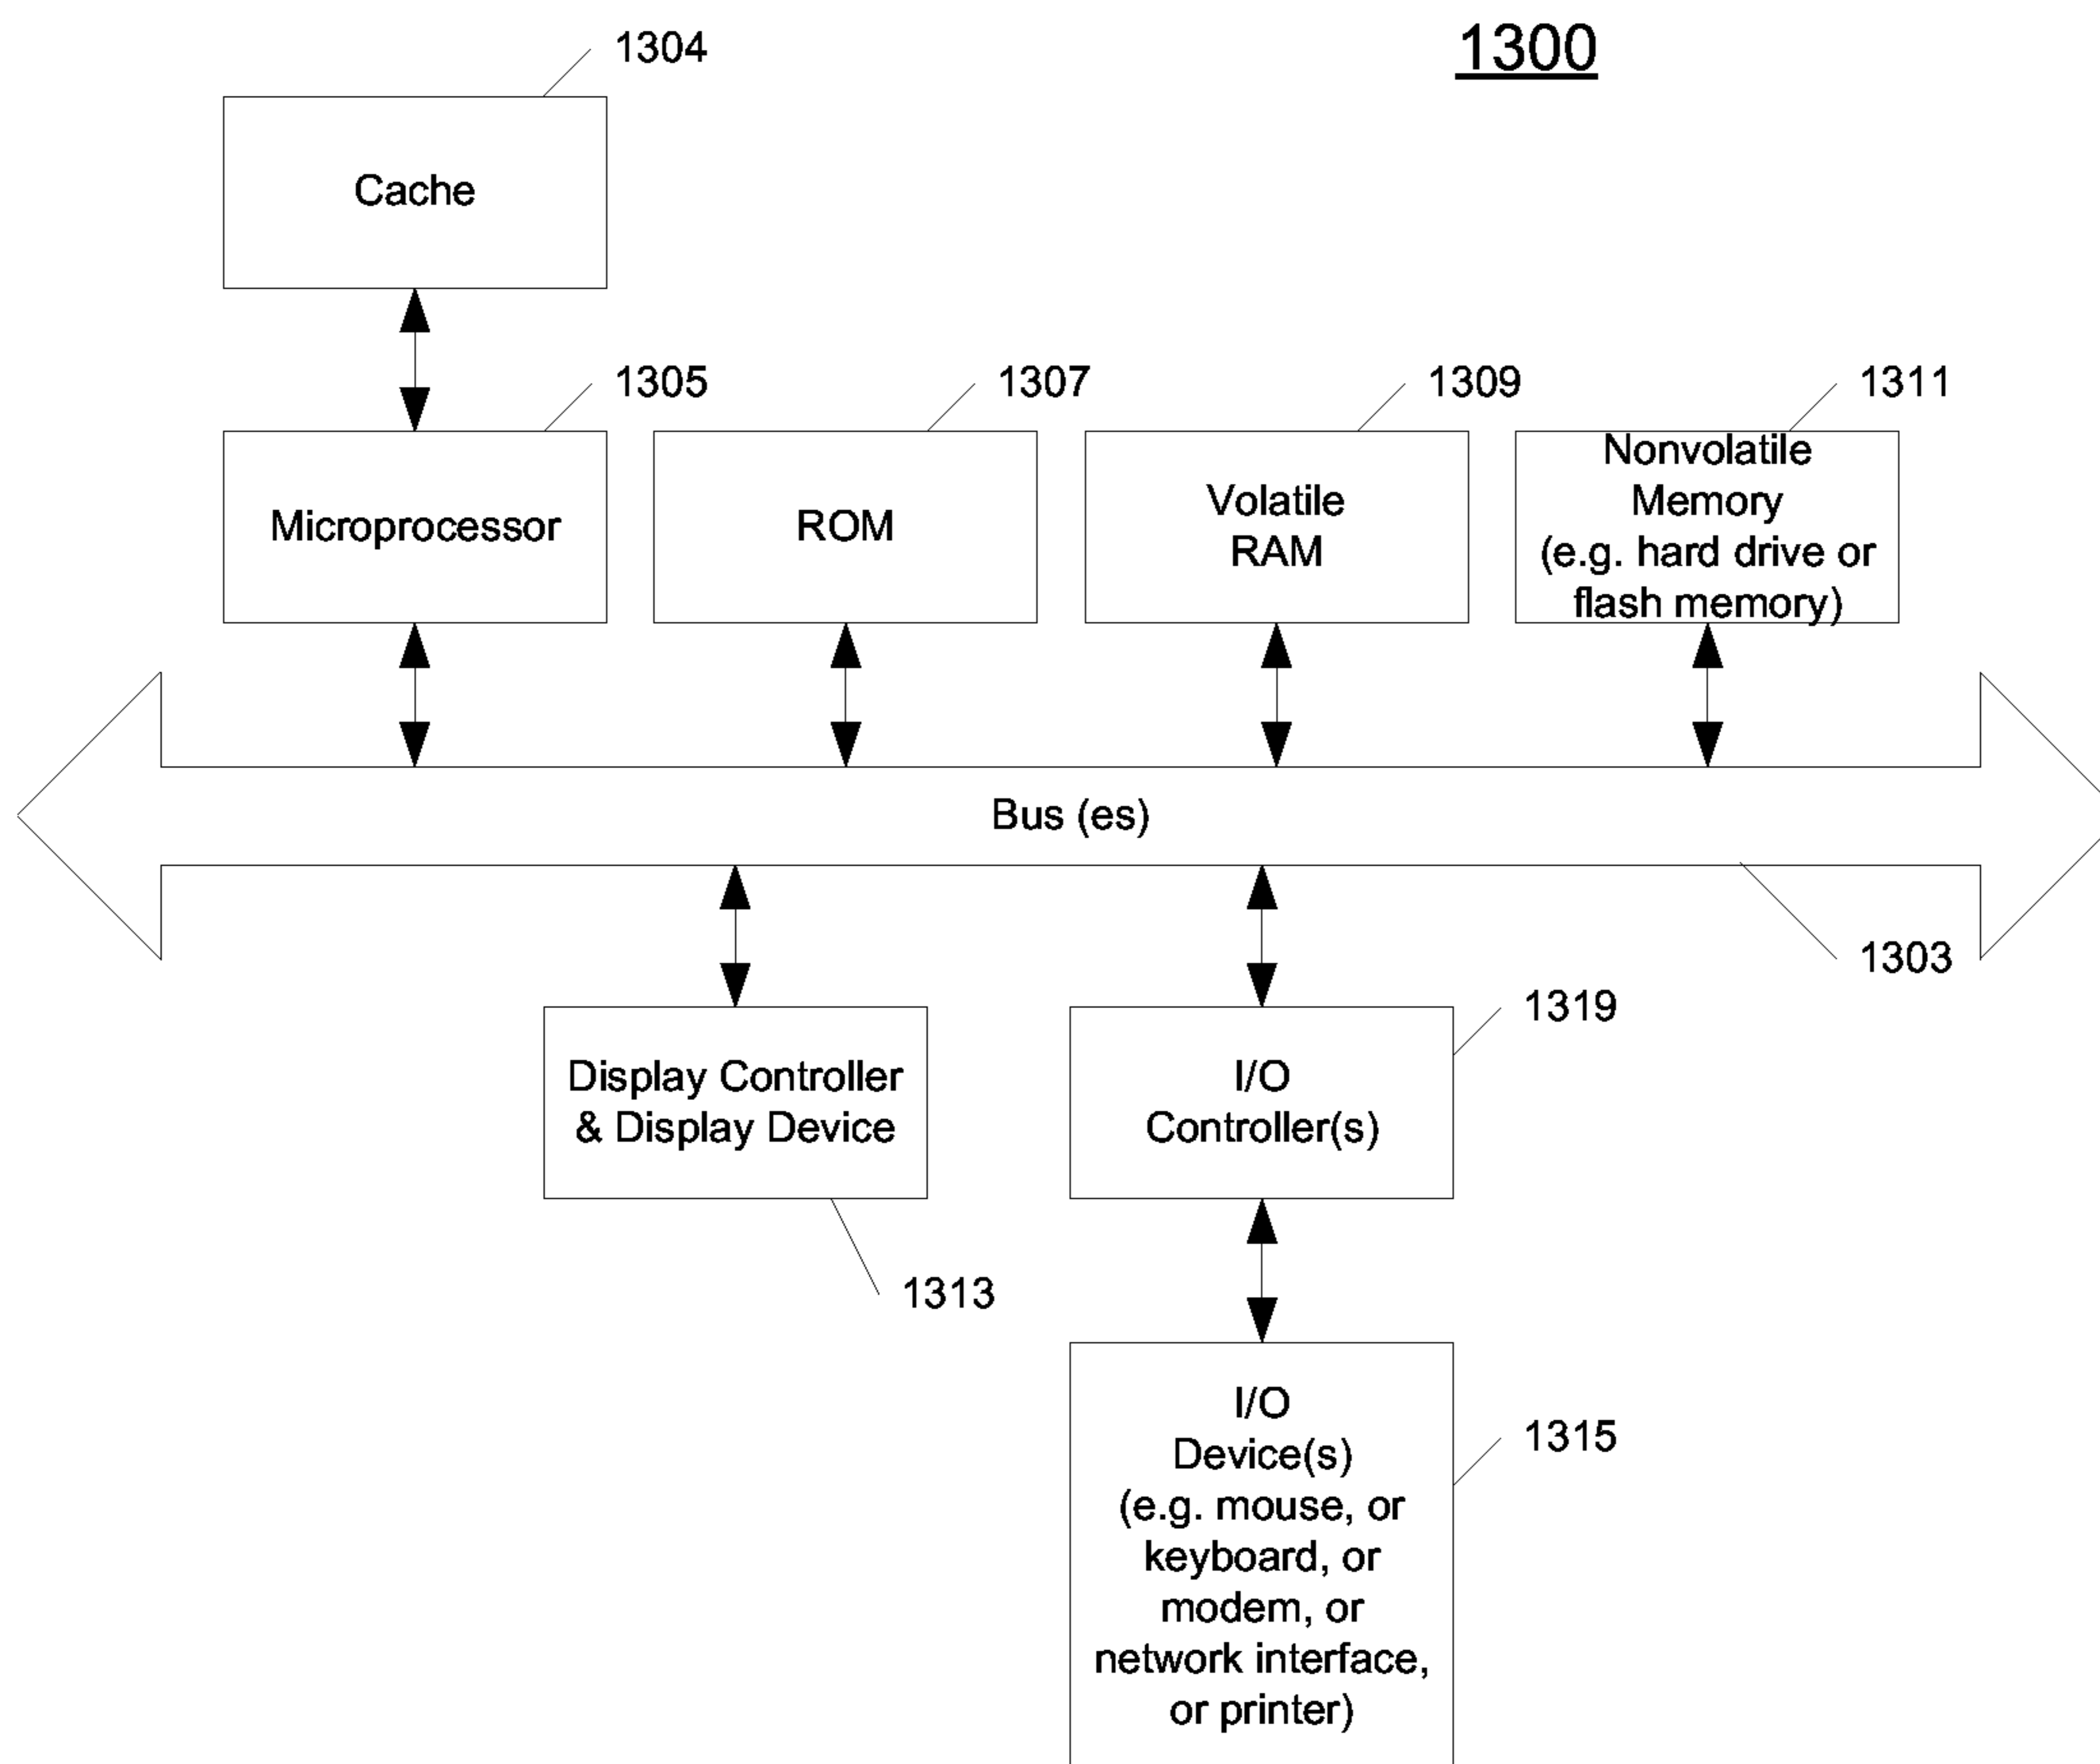 1300
1304
Cache
1305
1307
1309
1311
Microprocessor
ROM
Volatile
RAM
Nonvolatile
Memory
(e.g. hard drive or
flash memory)
Bus (es)
1303
Display Controller
& Display Device
1313
1319
I/O
Controller(s)
1315
I/O
Device(s)
(e.g. mouse, or
keyboard, or
modem, or
network interface,
or printer)